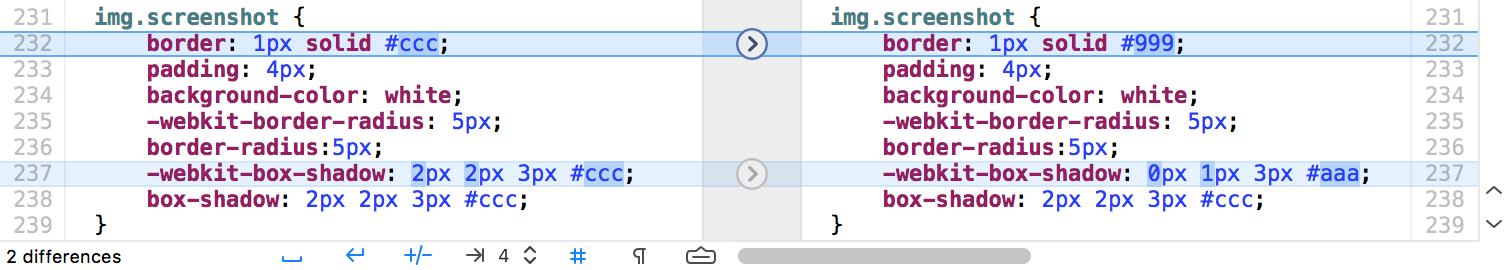 231 img.screenshot { img.screenshot { 231
232 border: 1px solid #ccc; border: 1px solid #999; 232
233 padding: 4px; padding: 4px; 233
234 background-color: white; background-color: white; 234
235 -webkit-border-radius: 5px; -webkit-border-radius: 5px; 235
236 border-radius:5px; border-radius:5px; 236
237 -webkit-box-shadow: 2px 2px 3px #ccc; -webkit-box-shadow: 0px 1px 3px #aaa; 237
238 box-shadow: 2px 2px 3px #ccc; box-shadow: 2px 2px 3px #ccc; 238
239 } } 239
2 differences +/- 4 # ¶